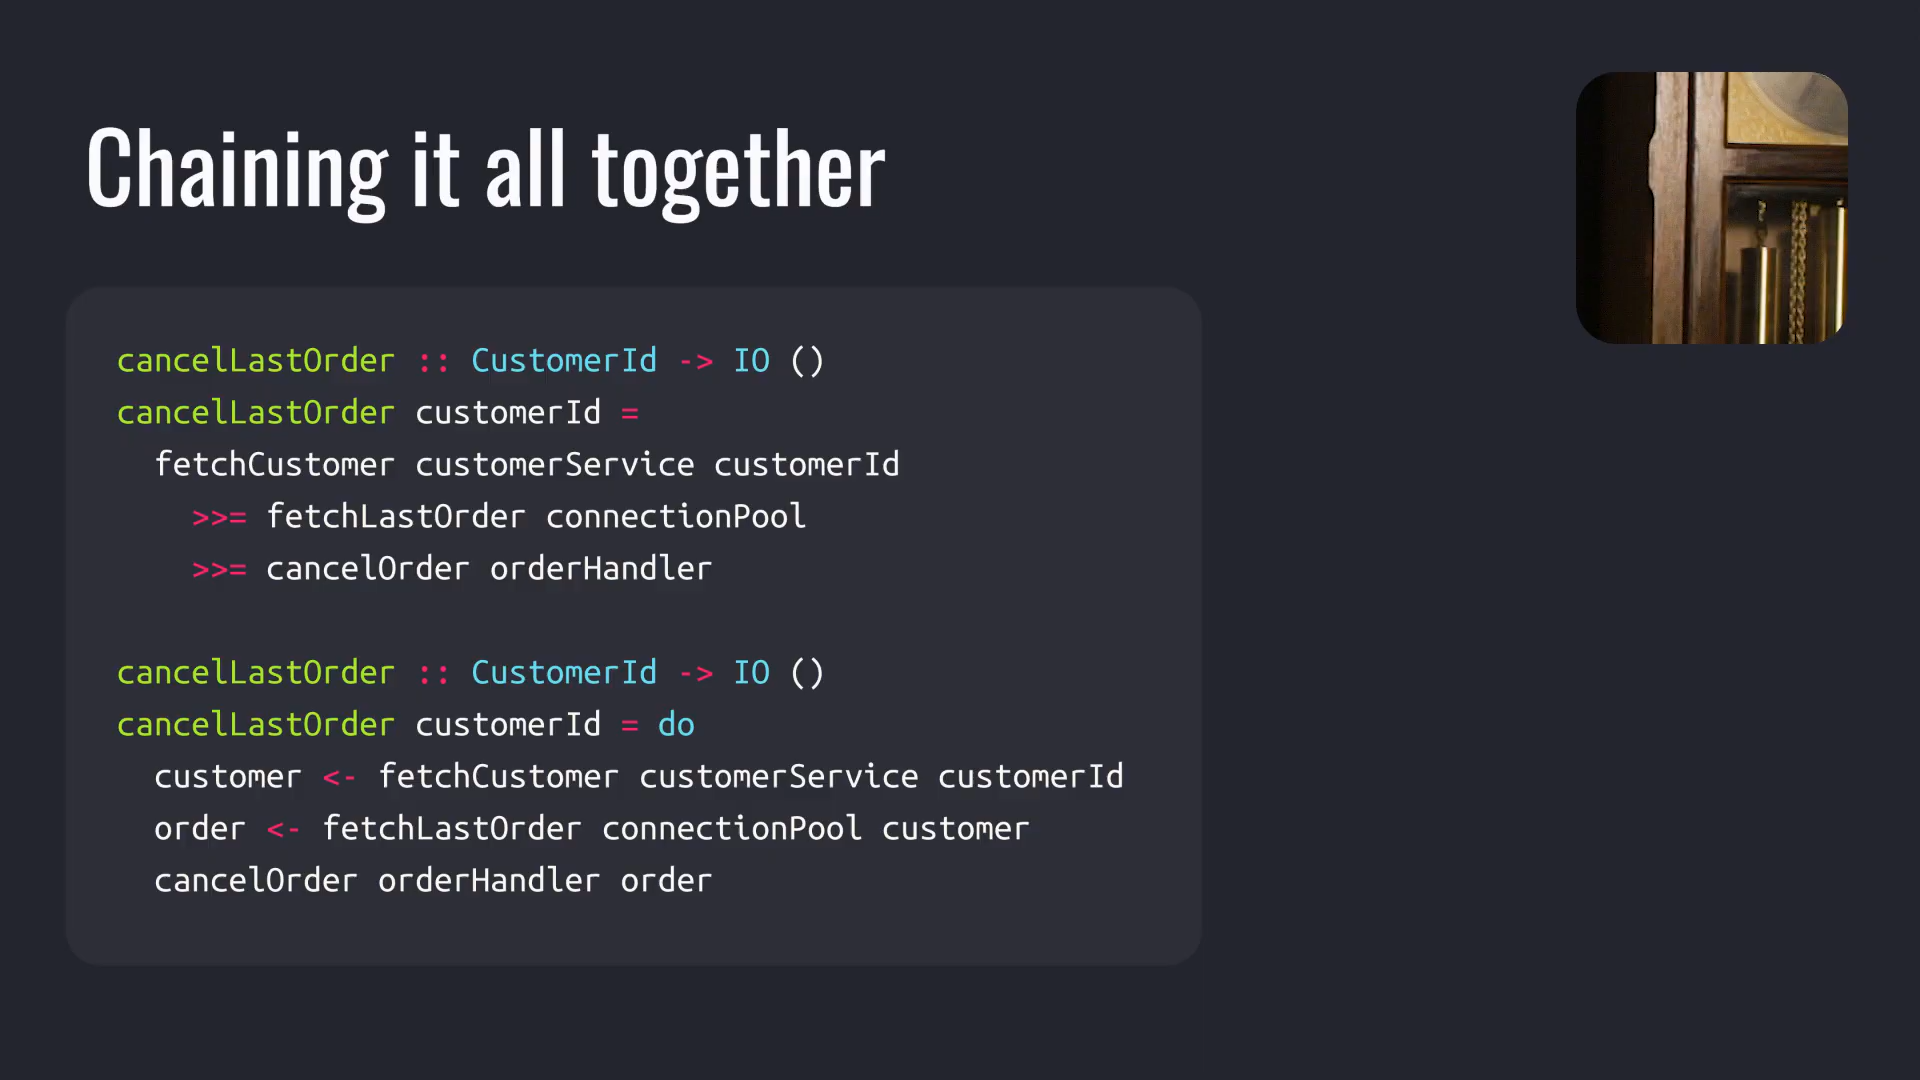 Chaining it all together
cancelLastOrder :: CustomerId -> IO ()
cancelLastOrder customerId =
  fetchCustomer customerService customerId
    >>= fetchLastOrder connectionPool
    >>= cancelOrder orderHandler

cancelLastOrder :: CustomerId -> IO ()
cancelLastOrder customerId = do
  customer <- fetchCustomer customerService customerId
  order <- fetchLastOrder connectionPool customer
  cancelOrder orderHandler order